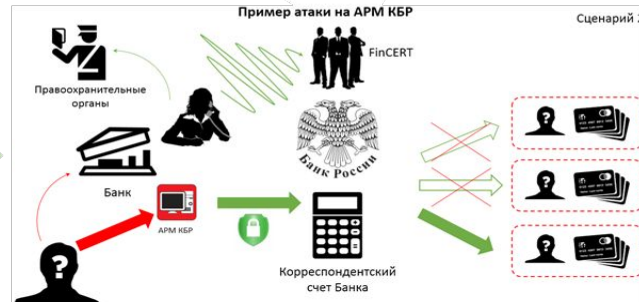 Пример атаки на АРМ КБР
Сценарий 2
FinCERT
Правоохранительные
органы
Банк России
Банк
АРМ КБР
Корреспондентский
счет Банка